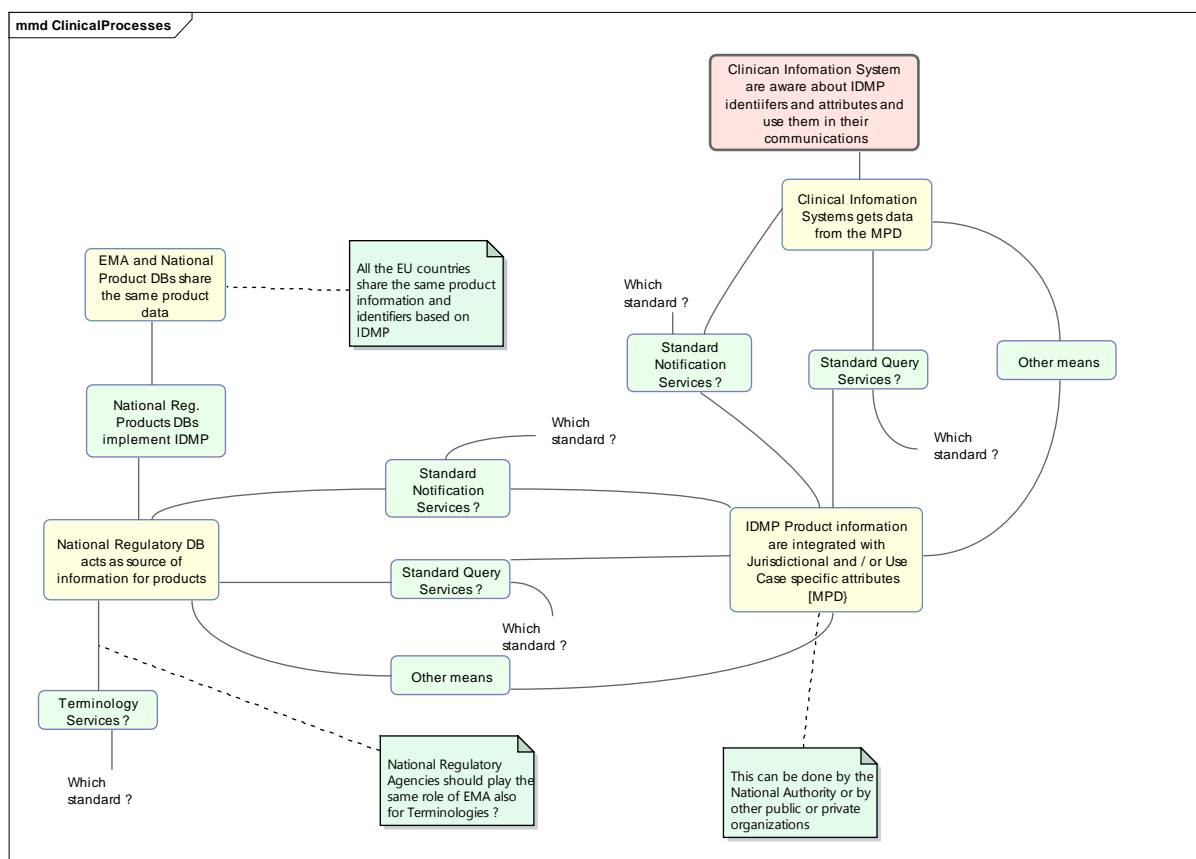 mmd ClinicalProcesses
Clinican Infomation System
are aware about IDMP
identiifers and attributes and
use them in their
communications
Clinical Infomation
Systems gets data
from the MPD
EMA and National
Product DBs share
the same product
data
All the EU countries
share the same product
information and
identifiers based on
IDMP
Which
standard ?
Standard
Notification
Services ?
Standard Query
Services ?
Other means
National Reg.
Products DBs
implement IDMP
Which
standard ?
Which
standard ?
Standard
Notification
Services ?
National Regulatory DB
acts as source of
information for products
IDMP Product information
are integrated with
Jurisdictional and / or Use
Case specific attributes
[MPD}
Standard Query
Services ?
Which
standard ?
Other means
Terminology
Services ?
National Regulatory
Agencies should play the
same role of EMA also
for Terminologies ?
This can be done by the
National Authority or by
other public or private
organizations
Which
standard ?